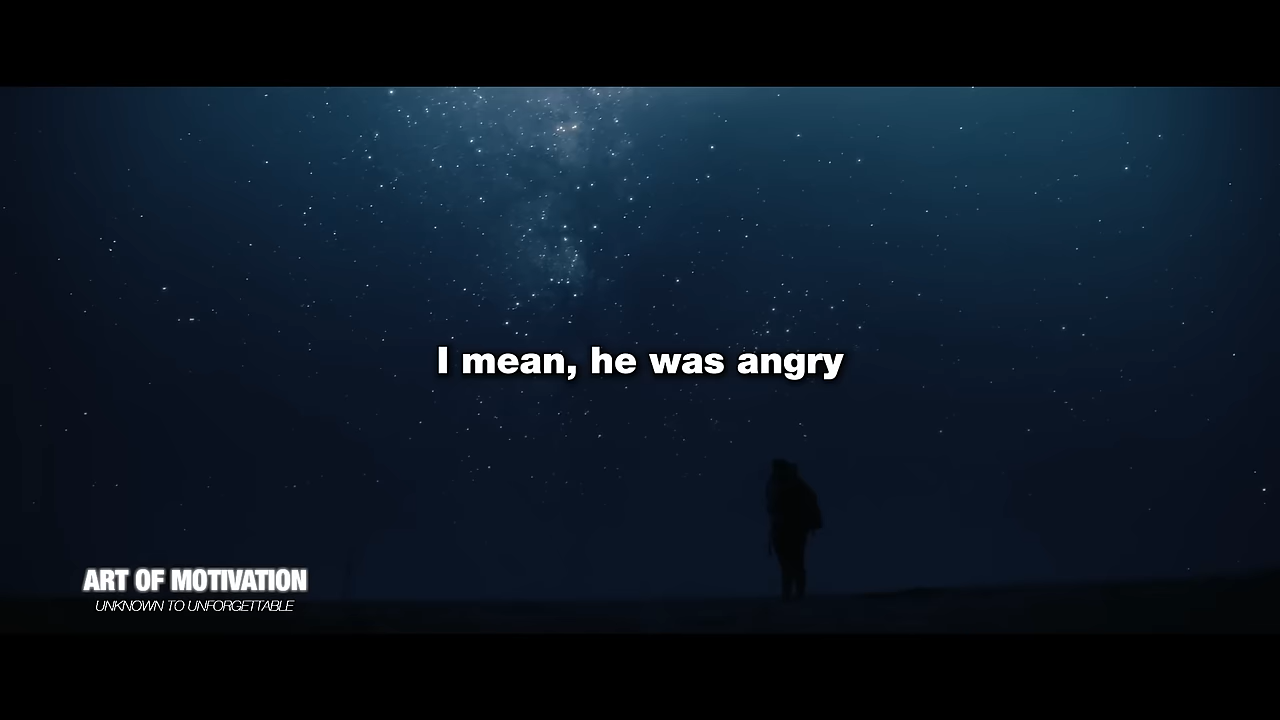 I mean, he was angry
ART OF MOTIVATION
UNKNOWN TO UNFORGETTABLE